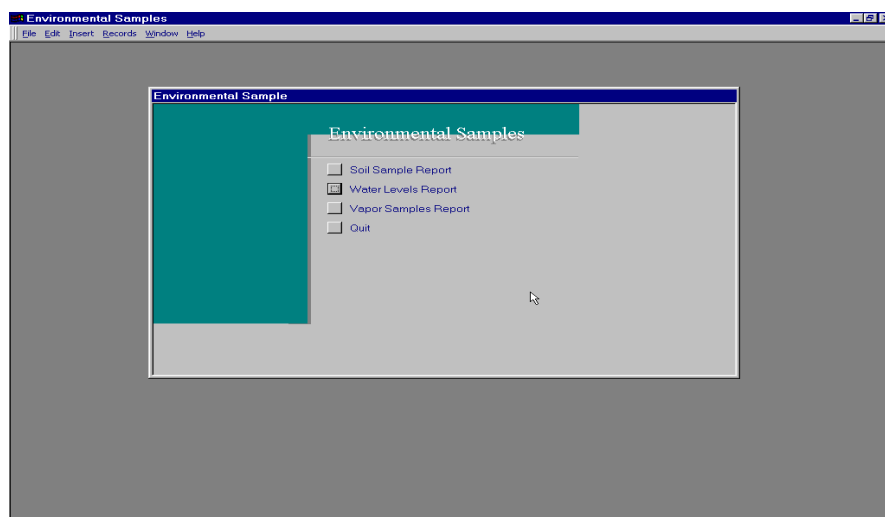 Environmental Samples
File Edit Insert Records Window Help
Environmental Sample
Environmental Samples
Soil Sample Report
Water Levels Report
Vapor Samples Report
Quit